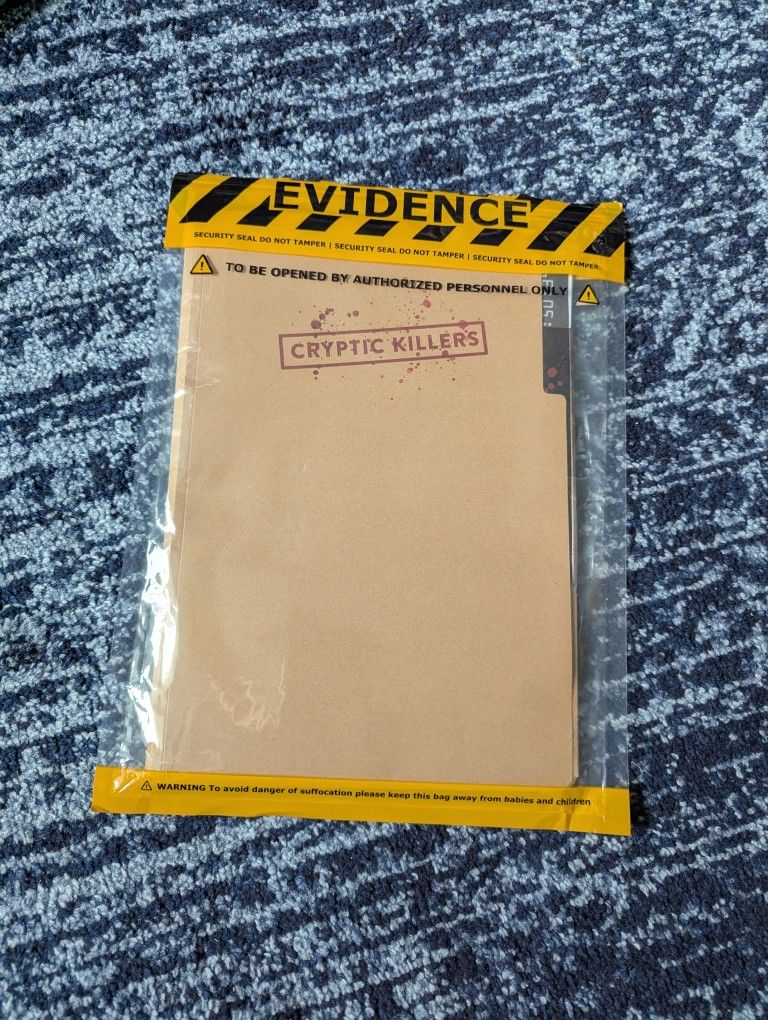 EVIDENCE
SECURITY SEAL DO NOT TAMPER | SECURITY SEAL DO NOT TAMPER | SECURITY SEAL DO NOT TAMPER
TO BE OPENED BY AUTHORIZED PERSONNEL ONLY
CRYPTIC KILLERS
WARNING To avoid danger of suffocation please keep this bag away from babies and children